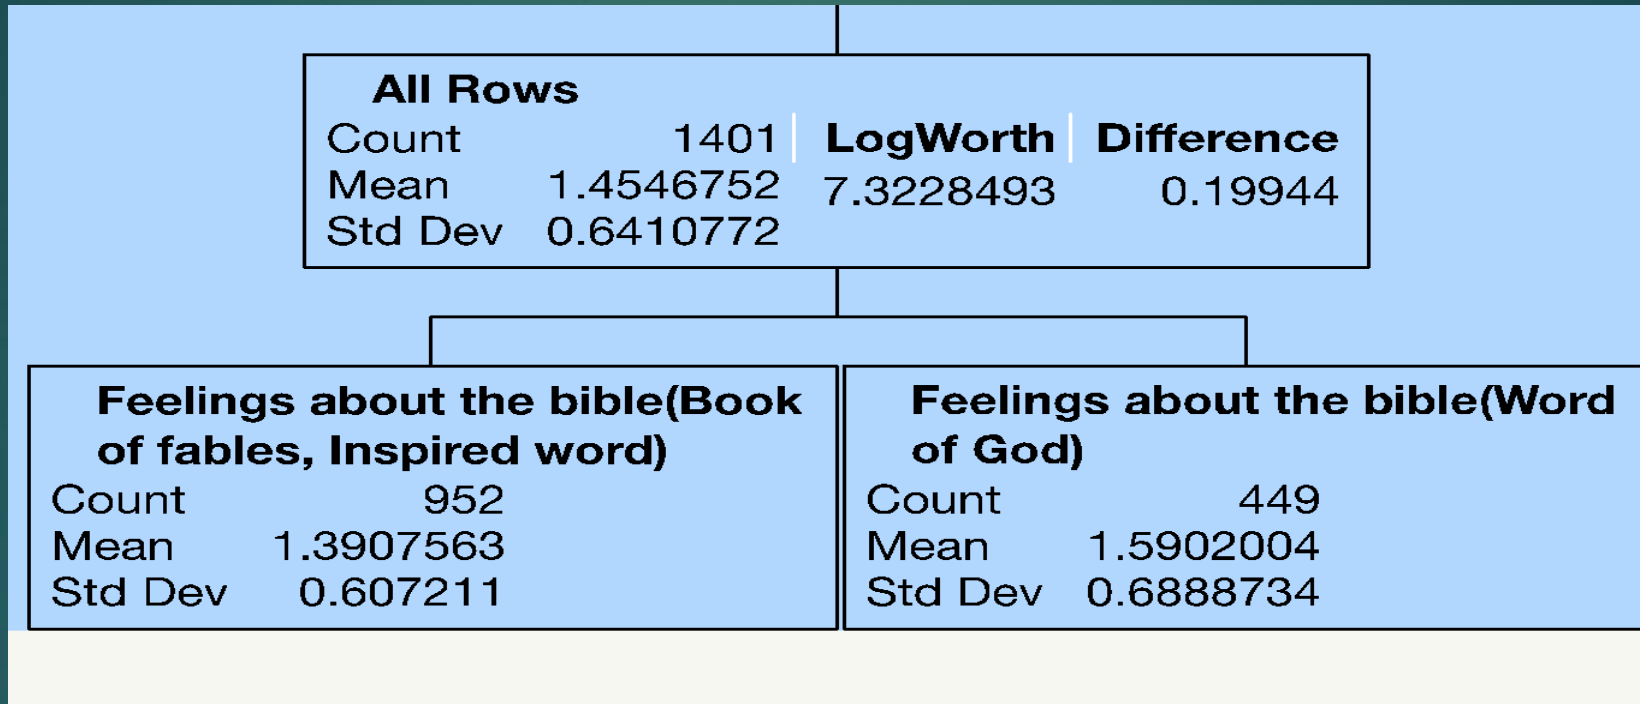 All Rows
Count 1401 LogWorth Difference
Mean 1.4546752 7.3228493 0.19944
Std Dev 0.6410772
Feelings about the bible(Book
of fables, Inspired word)
Count 952
Mean 1.3907563
Std Dev 0.607211
Feelings about the bible(Word
of God)
Count 449
Mean 1.5902004
Std Dev 0.6888734